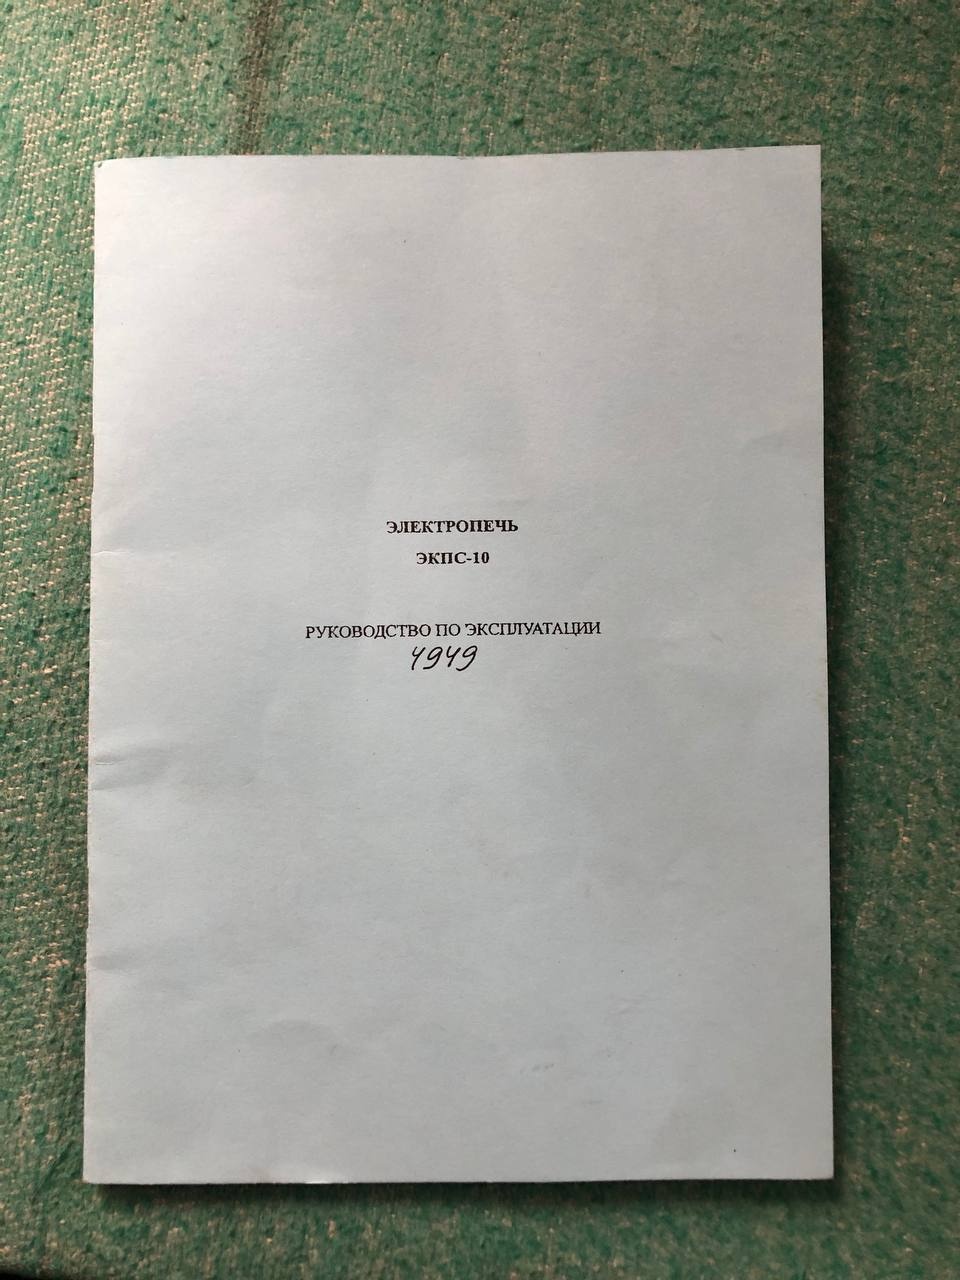 ЭЛЕКТРОПЕЧЬ
ЭКПС-10
РУКОВОДСТВО ПО ЭКСПЛУАТАЦИИ
4949